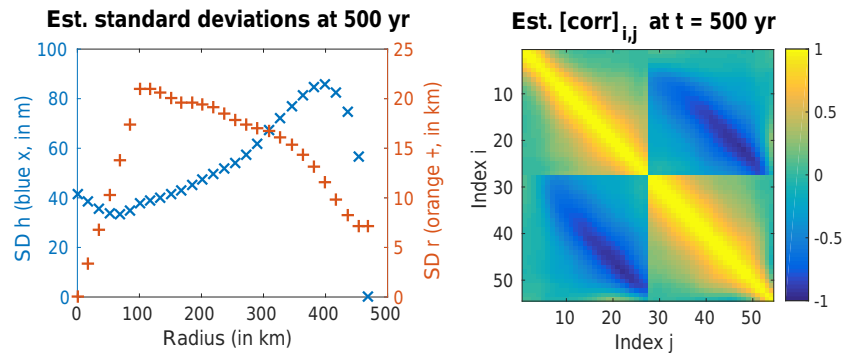 Est. standard deviations at 500 yr
SD h (blue x, in m)
100
80
60
40
20
0
25
20
15
10
5
0
SD r (orange +, in km)
0 100 200 300 400 500
Radius (in km)
Est. [corr]i,j at t = 500 yr
Index i
10
20
30
40
50
10 20 30 40 50
Index j
1
0.5
0
-0.5
-1